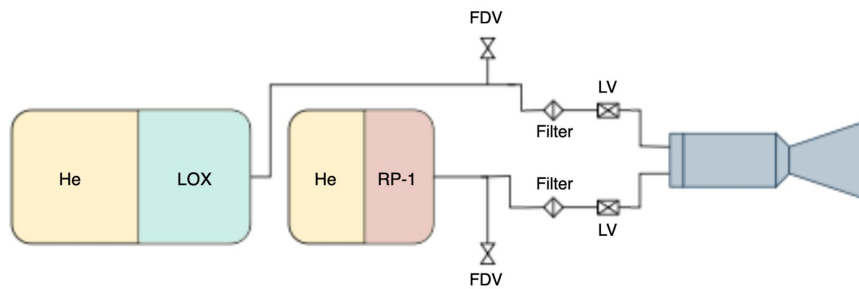 FDV
LV
Filter
He
LOX
He
RP-1
Filter
LV
FDV